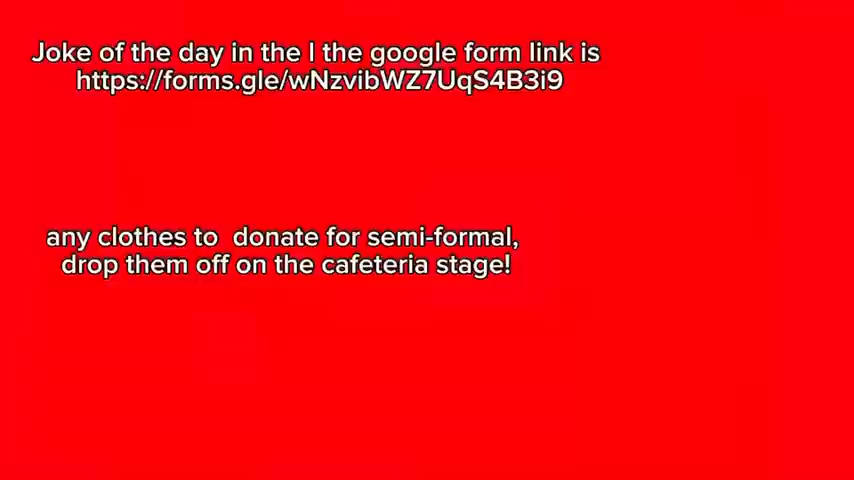 Joke of the day in the I the google form link is
https://forms.gle/wNzvibWZ7UqS4B3i9
any clothes to  donate for semi-formal,
drop them off on the cafeteria stage!